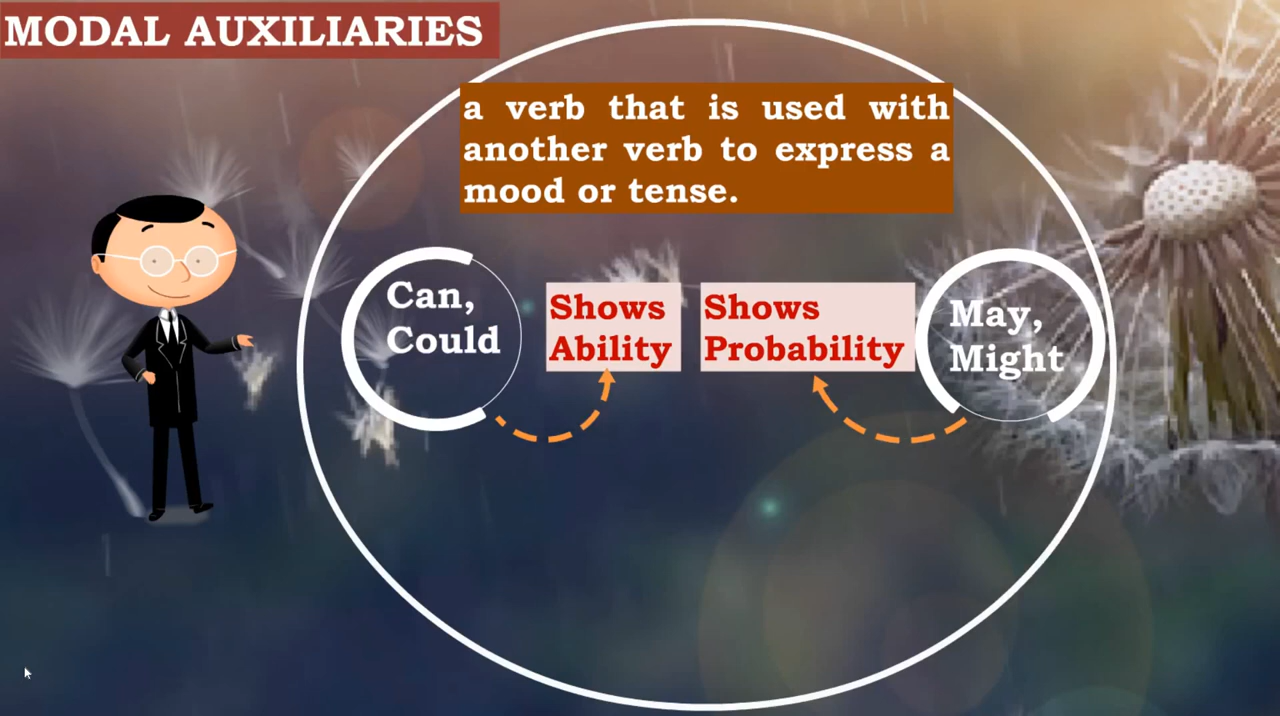 MODAL AUXILIARIES
a verb that is used with
another verb to express a
mood or tense.
Can,
Could
Shows
Ability
Shows
Probability
May,
Might